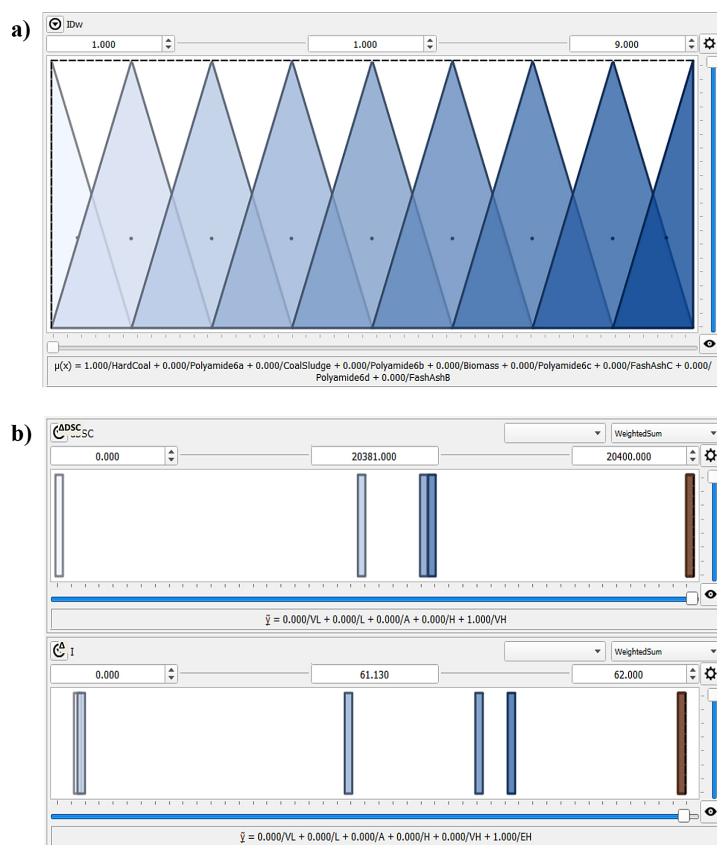 a)
IDw
1.000 1.000 9.000
μ(x) = 1.000/HardCoal + 0.000/Polyamide6a + 0.000/CoalSludge + 0.000/Polyamide6b + 0.000/Biomass + 0.000/Polyamide6c + 0.000/FashAshC + 0.000/
Polyamide6d + 0.000/FashAshB
b)
ΔDSC
WeightedSum
0.000 20381.000 20400.000
ỹ = 0.000/VL + 0.000/L + 0.000/A + 0.000/H + 1.000/VH
I
WeightedSum
0.000 61.130 62.000
ỹ = 0.000/VL + 0.000/L + 0.000/A + 0.000/H + 0.000/VH + 1.000/EH